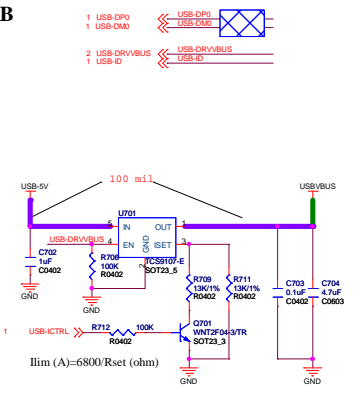 B
1 USB-DP0 USB-DP0
1 USB-DM0 USB-DM0
2 USB-DRVVBUS USB-DRVVBUS
1 USB-ID USB-ID
100 mil
USB-5V
USBVBUS
U701
5 IN OUT 1
USB-DRVVBUS 4 EN ISET 3
GND
2
TCS9107-E
SOT23_5
C702
1uF
C0402
R708
100K
R0402
GND
GND
R709
13K/1%
R0402
R711
13K/1%
R0402
C703
0.1uF
C0402
C704
4.7uF
C0603
1 USB-ICTRL R712 100K
R0402
Q701
WNT2F04-3/TR
SOT23_3
Ilim (A)=6800/Rset (ohm)
GND
GND